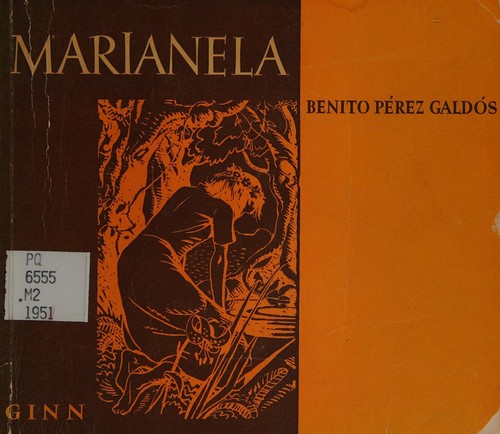 MARIANELA
BENITO PÉREZ GALDÓS
PQ
6555
.M2
1951
GINN